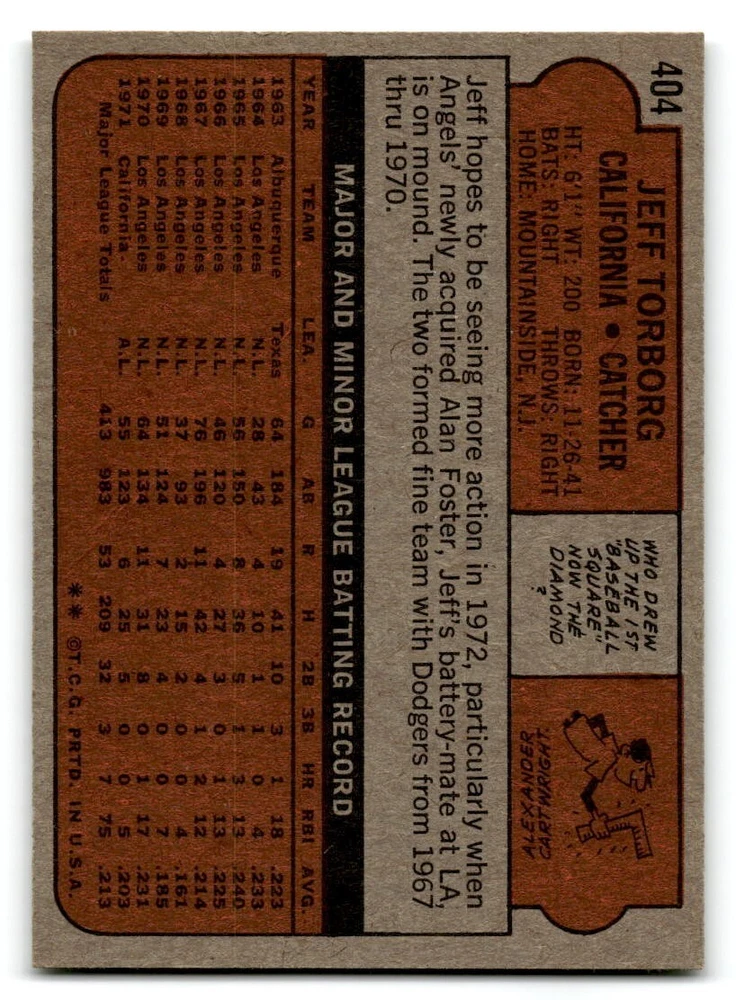 404
JEFF TORBORG
CALIFORNIA • CATCHER
HT: 6'1" WT: 200 BORN: 11-26-41
BATS: RIGHT THROWS: RIGHT
HOME: MOUNTAINSIDE, N.J.
WHO DREW
UP THE 1ST
"BASEBALL
SQUARE"
NOW THE
DIAMOND
?
ALEXANDER
CARTWRIGHT.
Jeff hopes to be seeing more action in 1972, particularly when
Angels' newly acquired Alan Foster, Jeff's battery-mate at LA,
is on mound. The two formed fine team with Dodgers from 1967
thru 1970.
MAJOR AND MINOR LEAGUE BATTING RECORD
YEAR TEAM LEA. G AB R H 2B 3B HR RBI AVG.
1963 Albuquerque Texas 64 184 19 41 10 3 1 18 .223
1964 Los Angeles N.L. 28 43 4 10 1 1 0 4 .233
1965 Los Angeles N.L. 56 150 8 36 5 1 3 13 .240
1966 Los Angeles N.L. 46 120 4 27 3 0 1 13 .225
1967 Los Angeles N.L. 76 196 11 42 4 1 2 12 .214
1968 Los Angeles N.L. 37 93 2 15 2 0 0 4 .161
1969 Los Angeles N.L. 51 124 7 23 4 0 0 7 .185
1970 Los Angeles N.L. 64 134 11 31 8 0 1 17 .231
1971 California A.L. 55 123 6 25 5 0 0 5 .203
Major League Totals 413 983 53 209 32 3 7 75 .213
** ©T.C.G. PRTD. IN U.S.A.